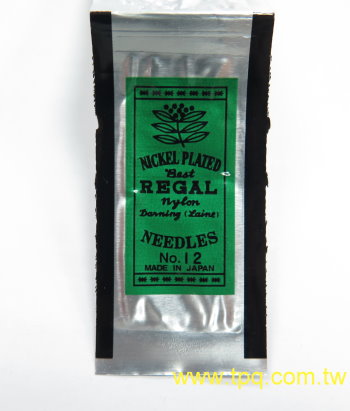 NICKEL PLATED
Best
REGAL
Nylon
Darning (Laine)
NEEDLES
No. 12
MADE IN JAPAN
www.tpq.com.tw